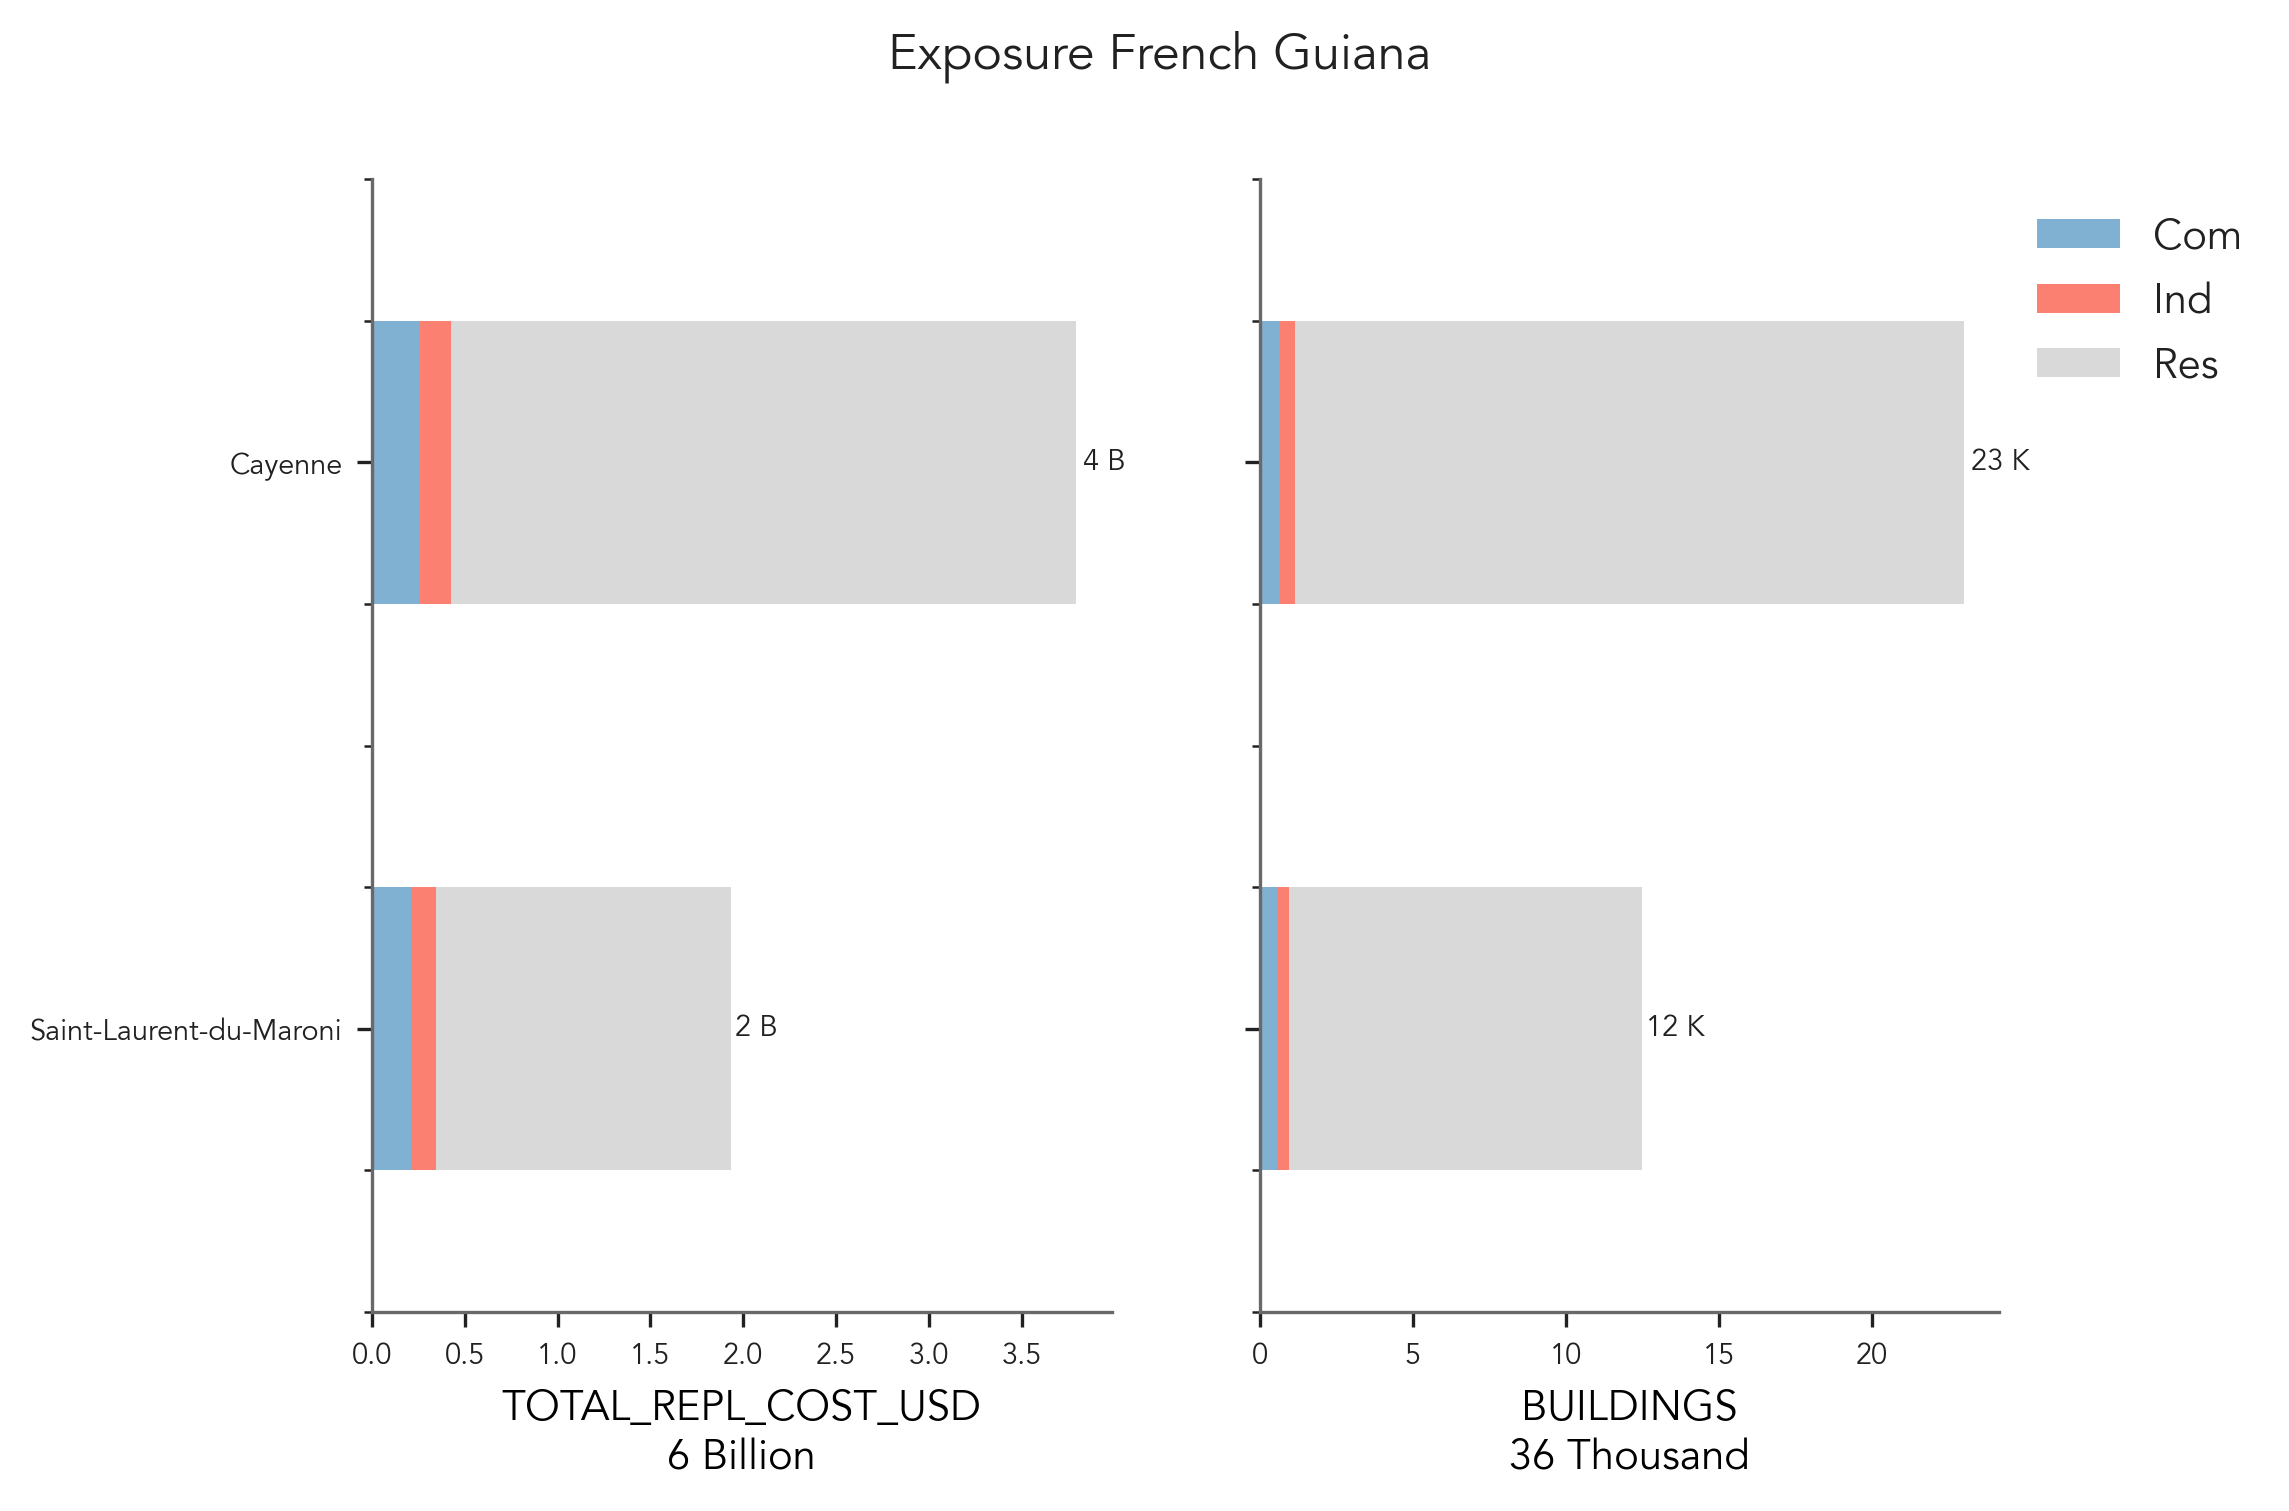 Exposure French Guiana
Com
Ind
Res
Cayenne
4 B
23 K
Saint-Laurent-du-Maroni
2 B
12 K
0.0 0.5 1.0 1.5 2.0 2.5 3.0 3.5
TOTAL_REPL_COST_USD
6 Billion
0 5 10 15 20
BUILDINGS
36 Thousand